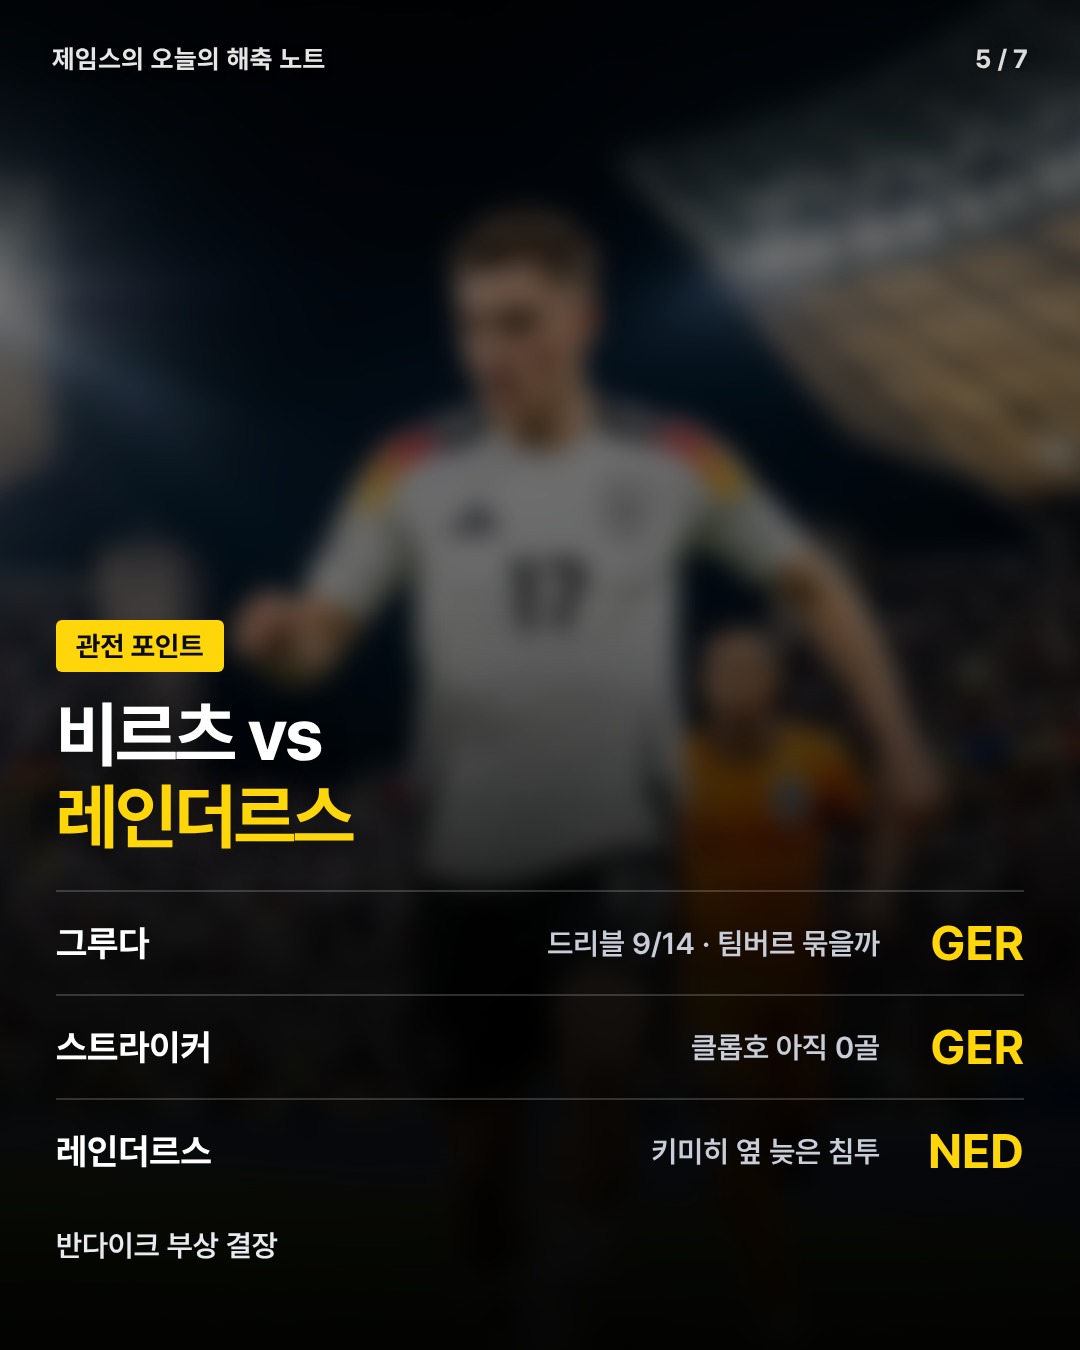 제임스의 오늘의 해축 노트
5 / 7
17
관전 포인트
비르츠 vs
레인더르스
그루다 드리블 9/14 · 팀버르 묶을까 GER
스트라이커 클롭호 아직 0골 GER
레인더르스 키미히 옆 늦은 침투 NED
반다이크 부상 결장